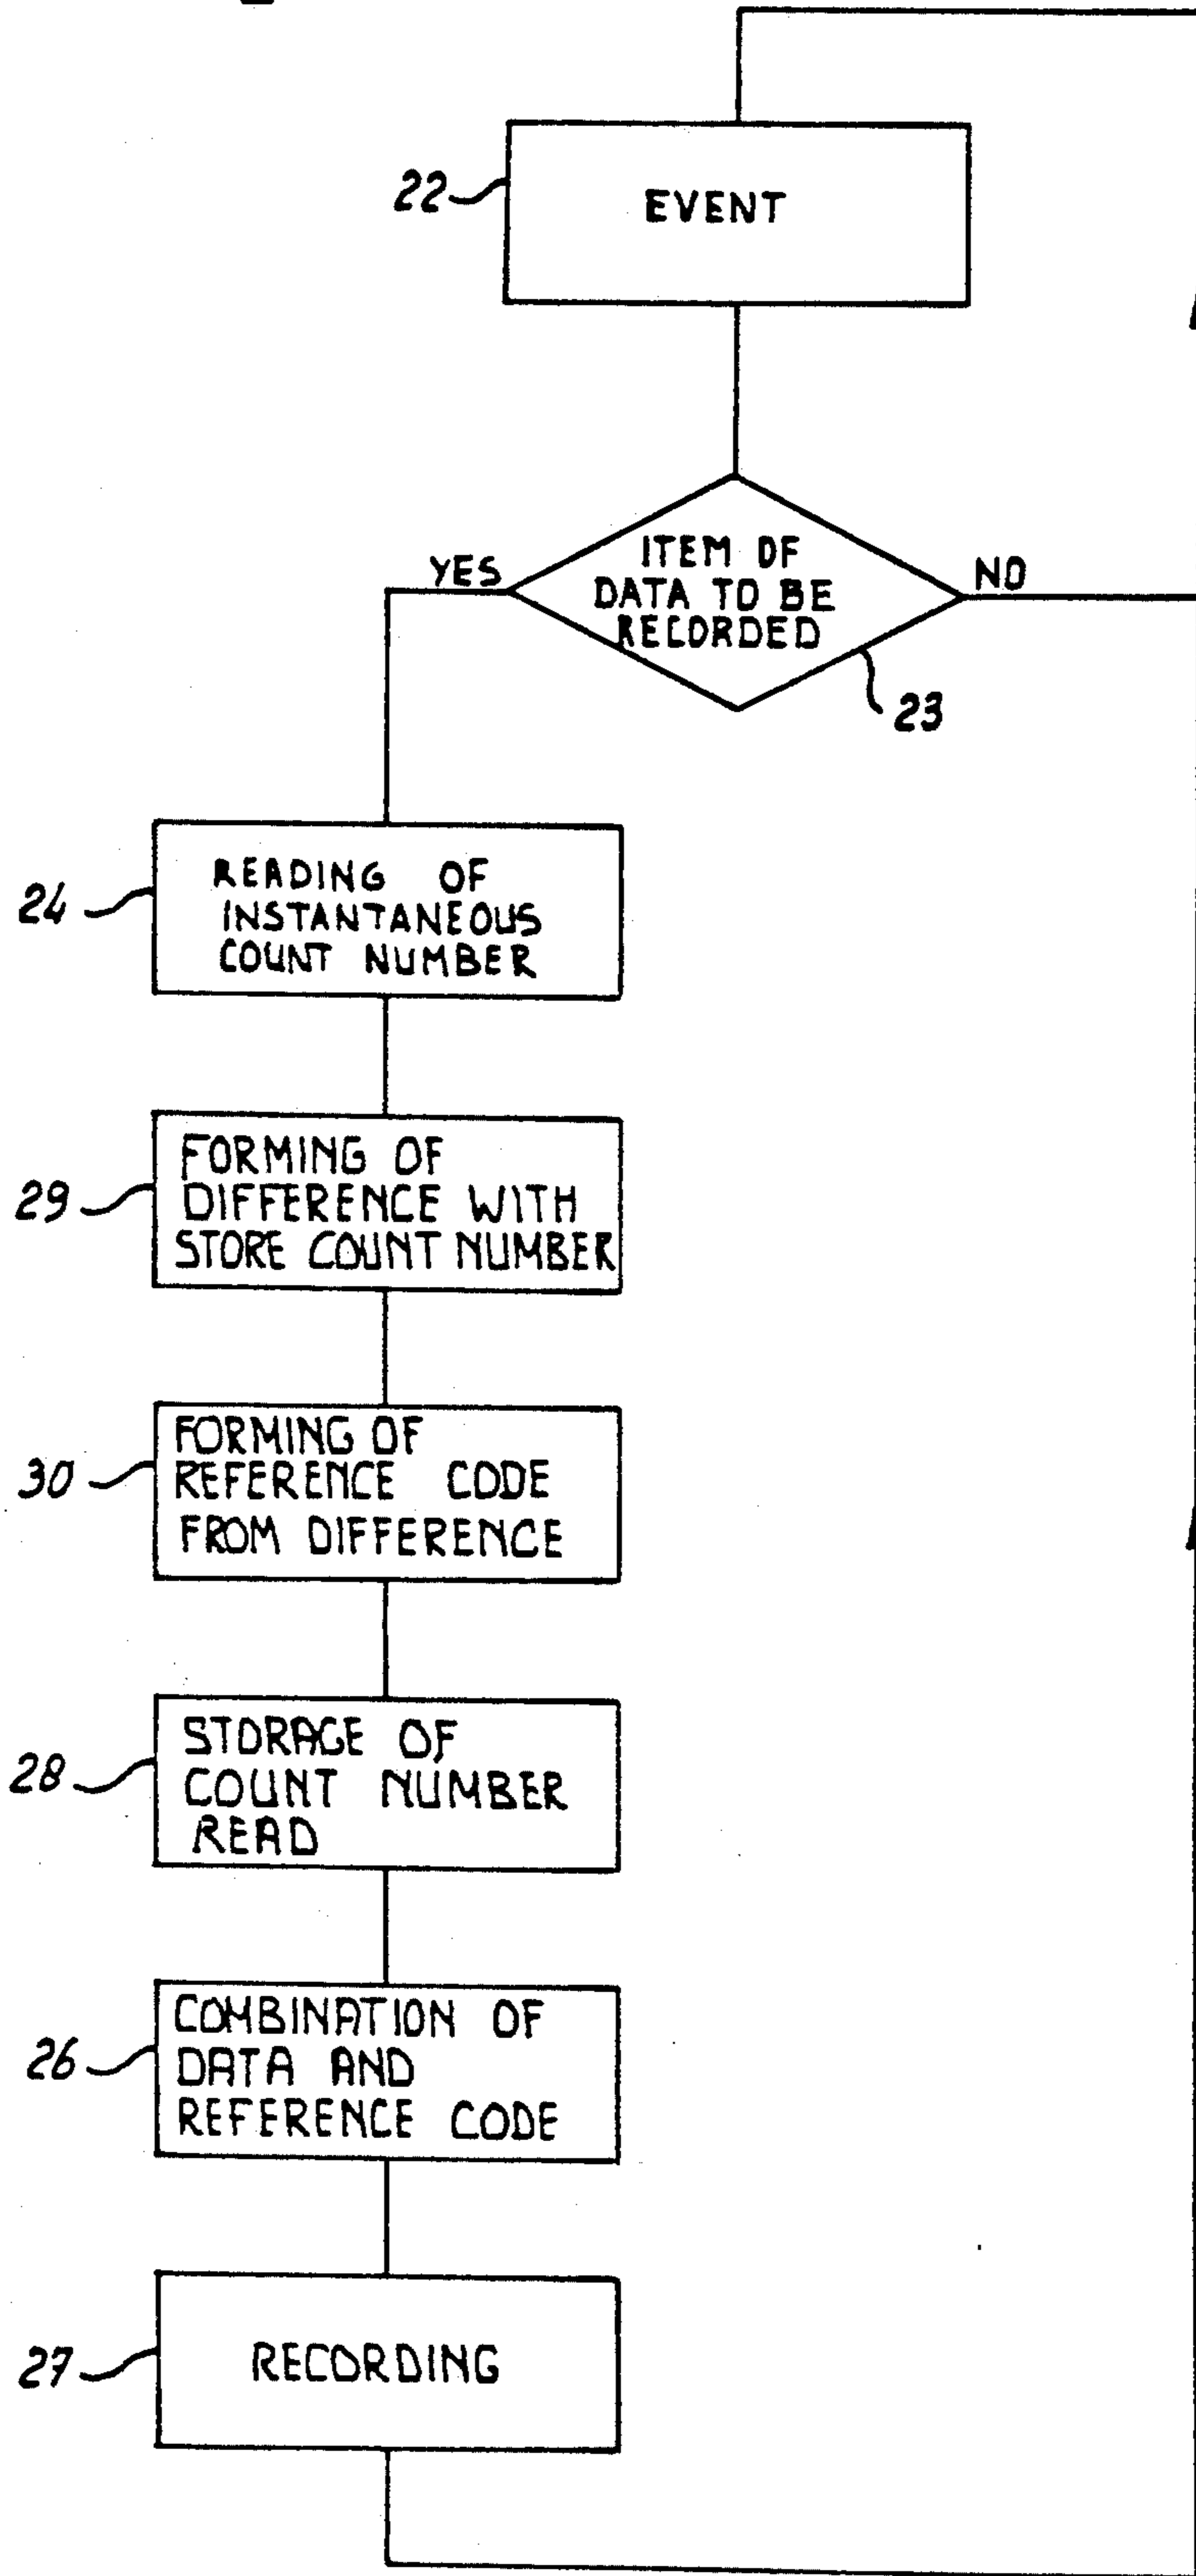 22
EVENT
YES
ITEM OF
DATA TO BE
RECORDED
NO
23
24
READING OF
INSTANTANEOUS
COUNT NUMBER
29
FORMING OF
DIFFERENCE WITH
STORE COUNT NUMBER
30
FORMING OF
REFERENCE CODE
FROM DIFFERENCE
28
STORAGE OF
COUNT NUMBER
READ
26
COMBINATION OF
DATA AND
REFERENCE CODE
27
RECORDING